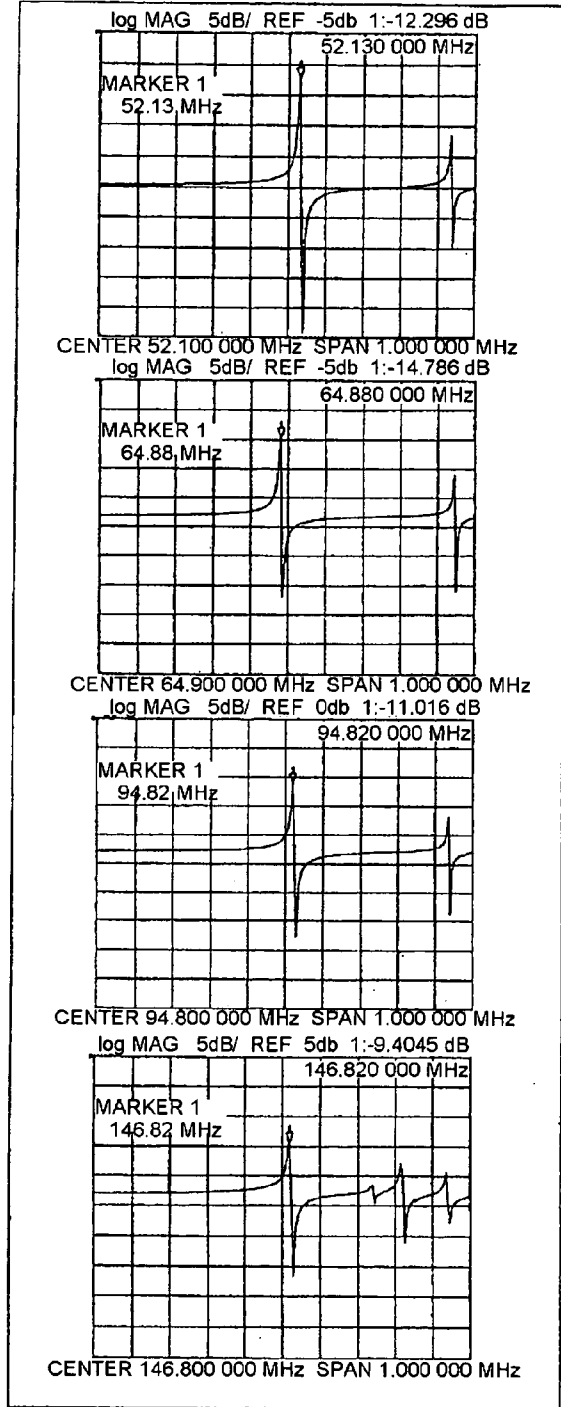 log MAG 5dB/ REF -5db 1:-12.296 dB
52.130 000 MHz
MARKER 1
52.13 MHz
CENTER 52.100 000 MHz SPAN 1.000 000 MHz
log MAG 5dB/ REF -5db 1:-14.786 dB
64.880 000 MHz
MARKER 1
64.88 MHz
CENTER 64.900 000 MHz SPAN 1.000 000 MHz
log MAG 5dB/ REF 0db 1:-11.016 dB
94.820 000 MHz
MARKER 1
94.82 MHz
CENTER 94.800 000 MHz SPAN 1.000 000 MHz
log MAG 5dB/ REF 5db 1:-9.4045 dB
146.820 000 MHz
MARKER 1
146.82 MHz
CENTER 146.800 000 MHz SPAN 1.000 000 MHz